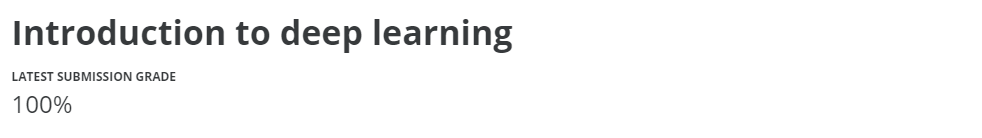 Introduction to deep learning
LATEST SUBMISSION GRADE
100%